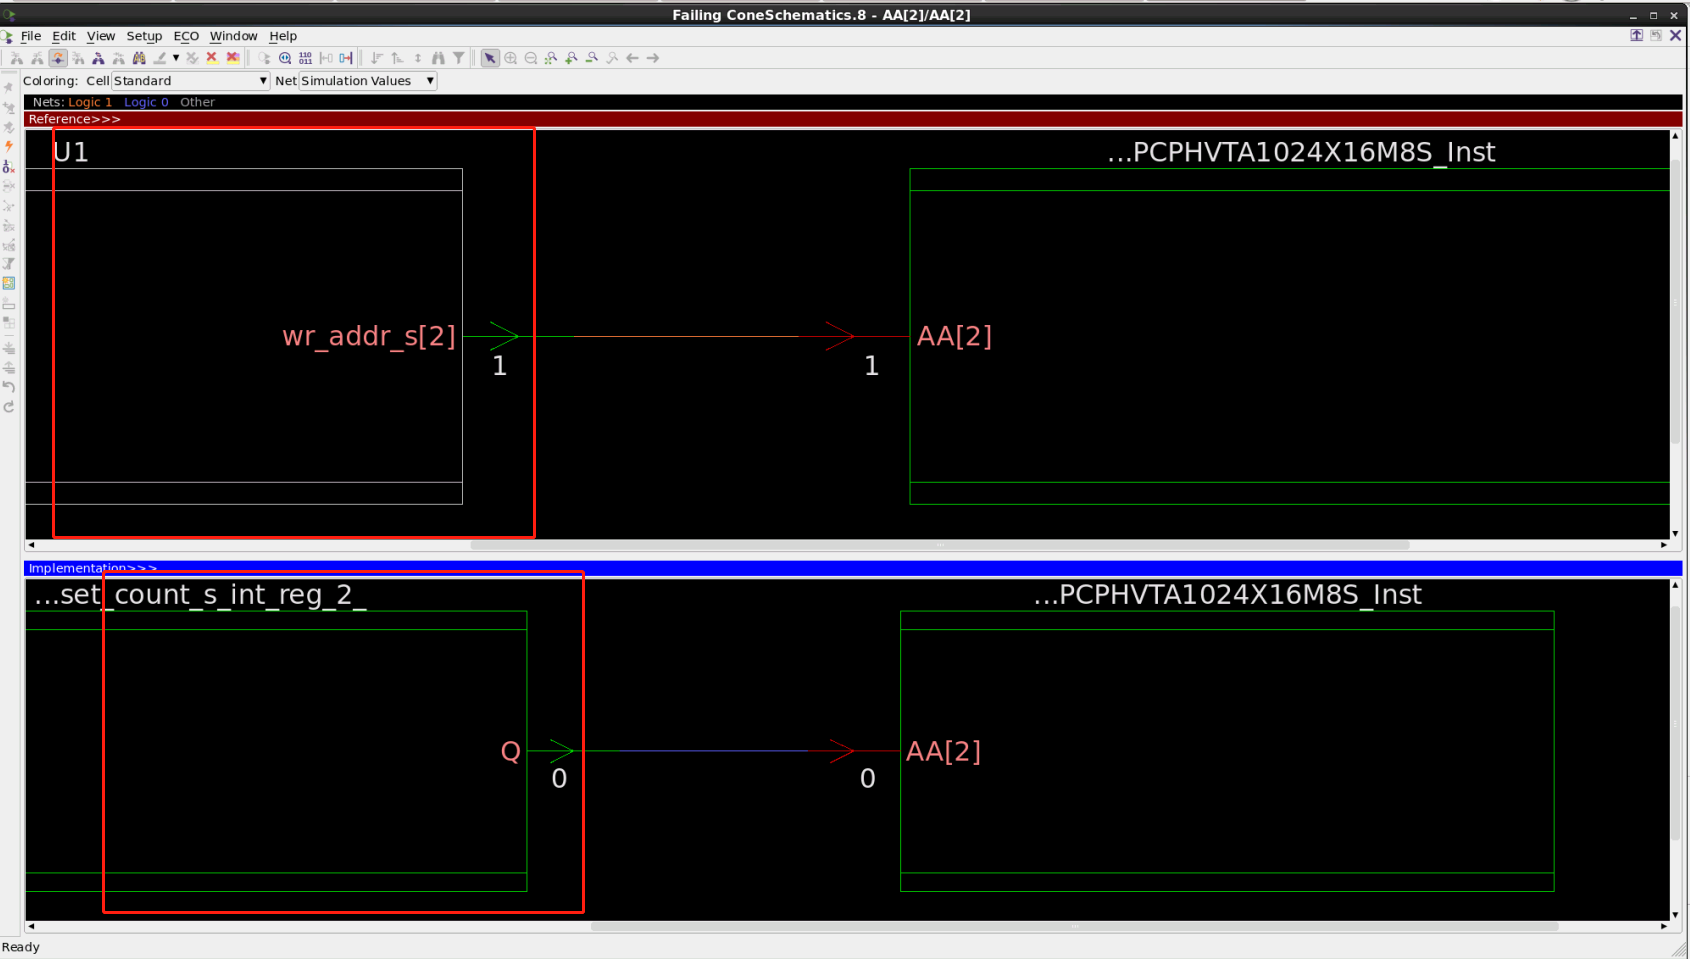 Failing ConeSchematics.8 - AA[2]/AA[2]
File Edit View Setup ECO Window Help
Coloring: Cell Standard Net Simulation Values
Nets: Logic 1 Logic 0 Other
Reference>>>
U1 ...PCPHVTA1024X16M8S_Inst
wr_addr_s[2] AA[2]
1 1
Implementation>>>
...set_count_s_int_reg_2_ ...PCPHVTA1024X16M8S_Inst
Q AA[2]
0 0
Ready